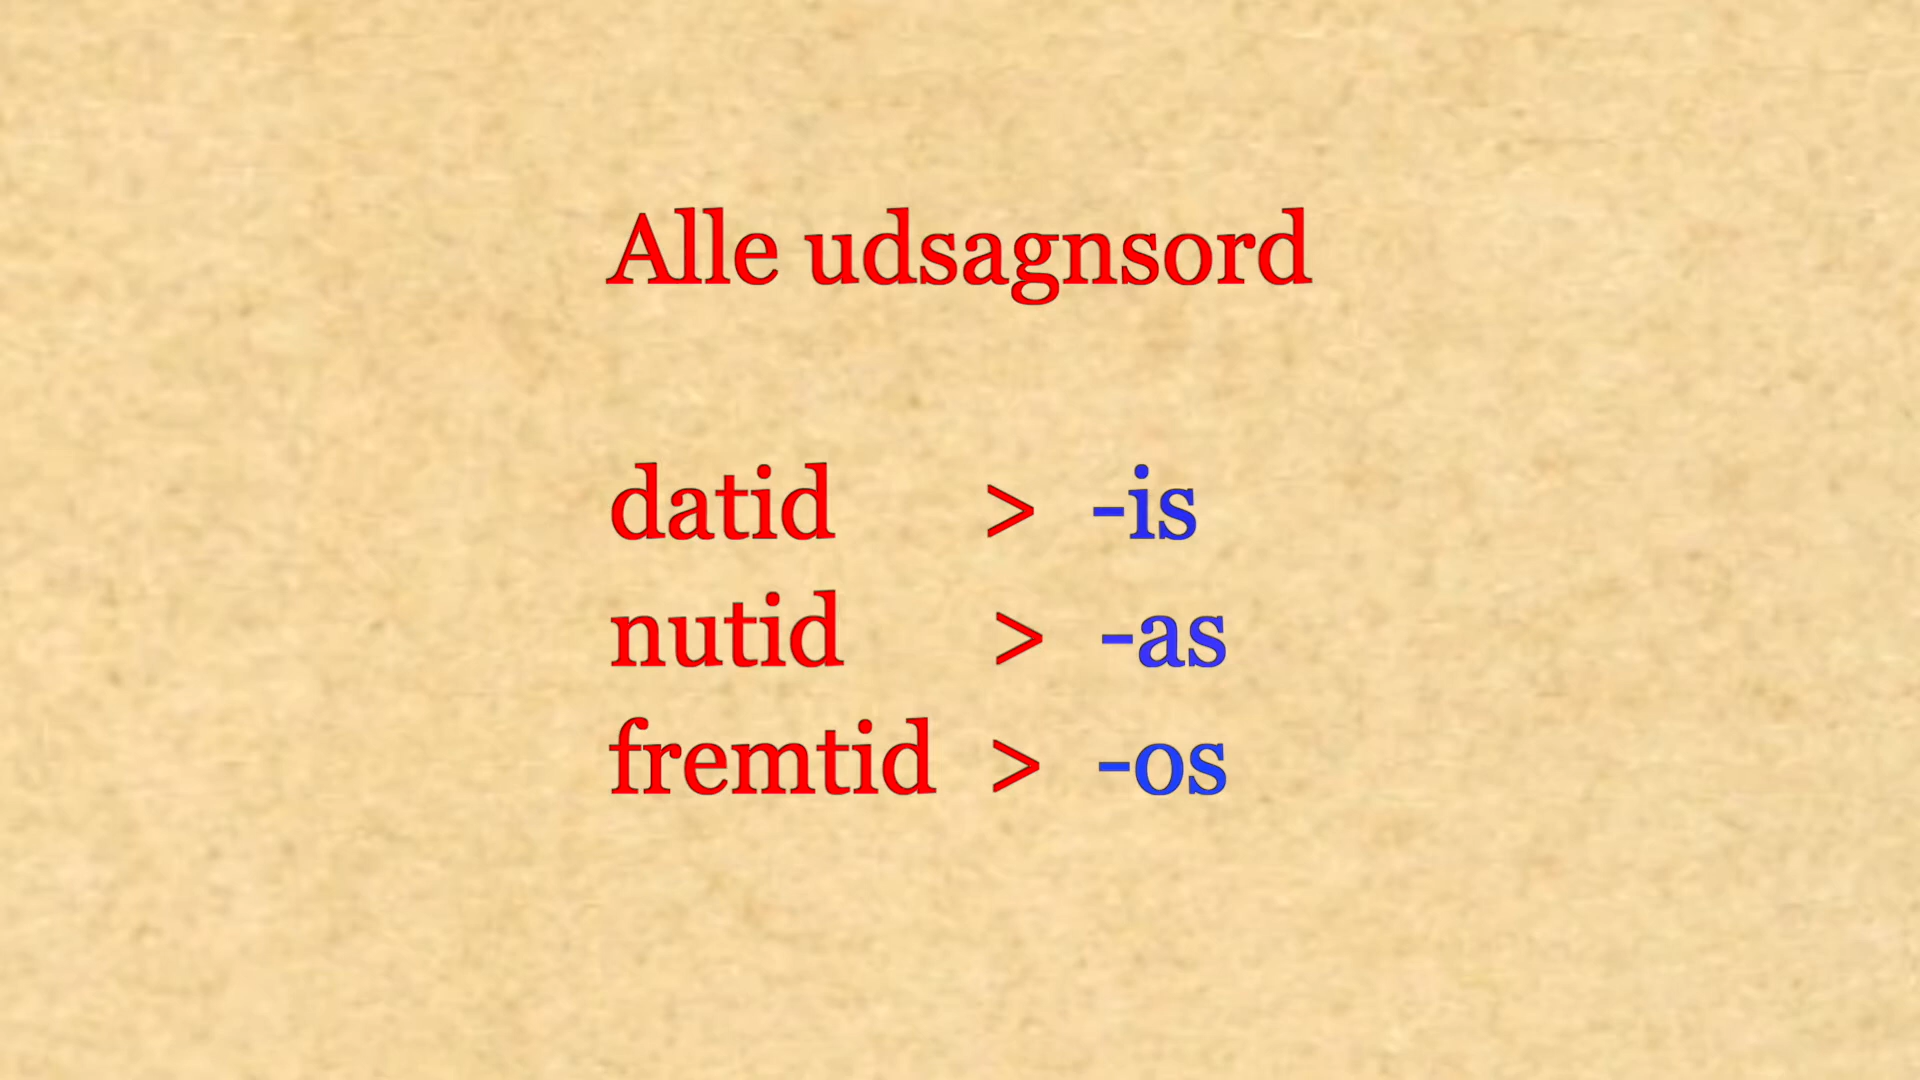 Alle udsagnsord
datid > -is
nutid > -as
fremtid > -os